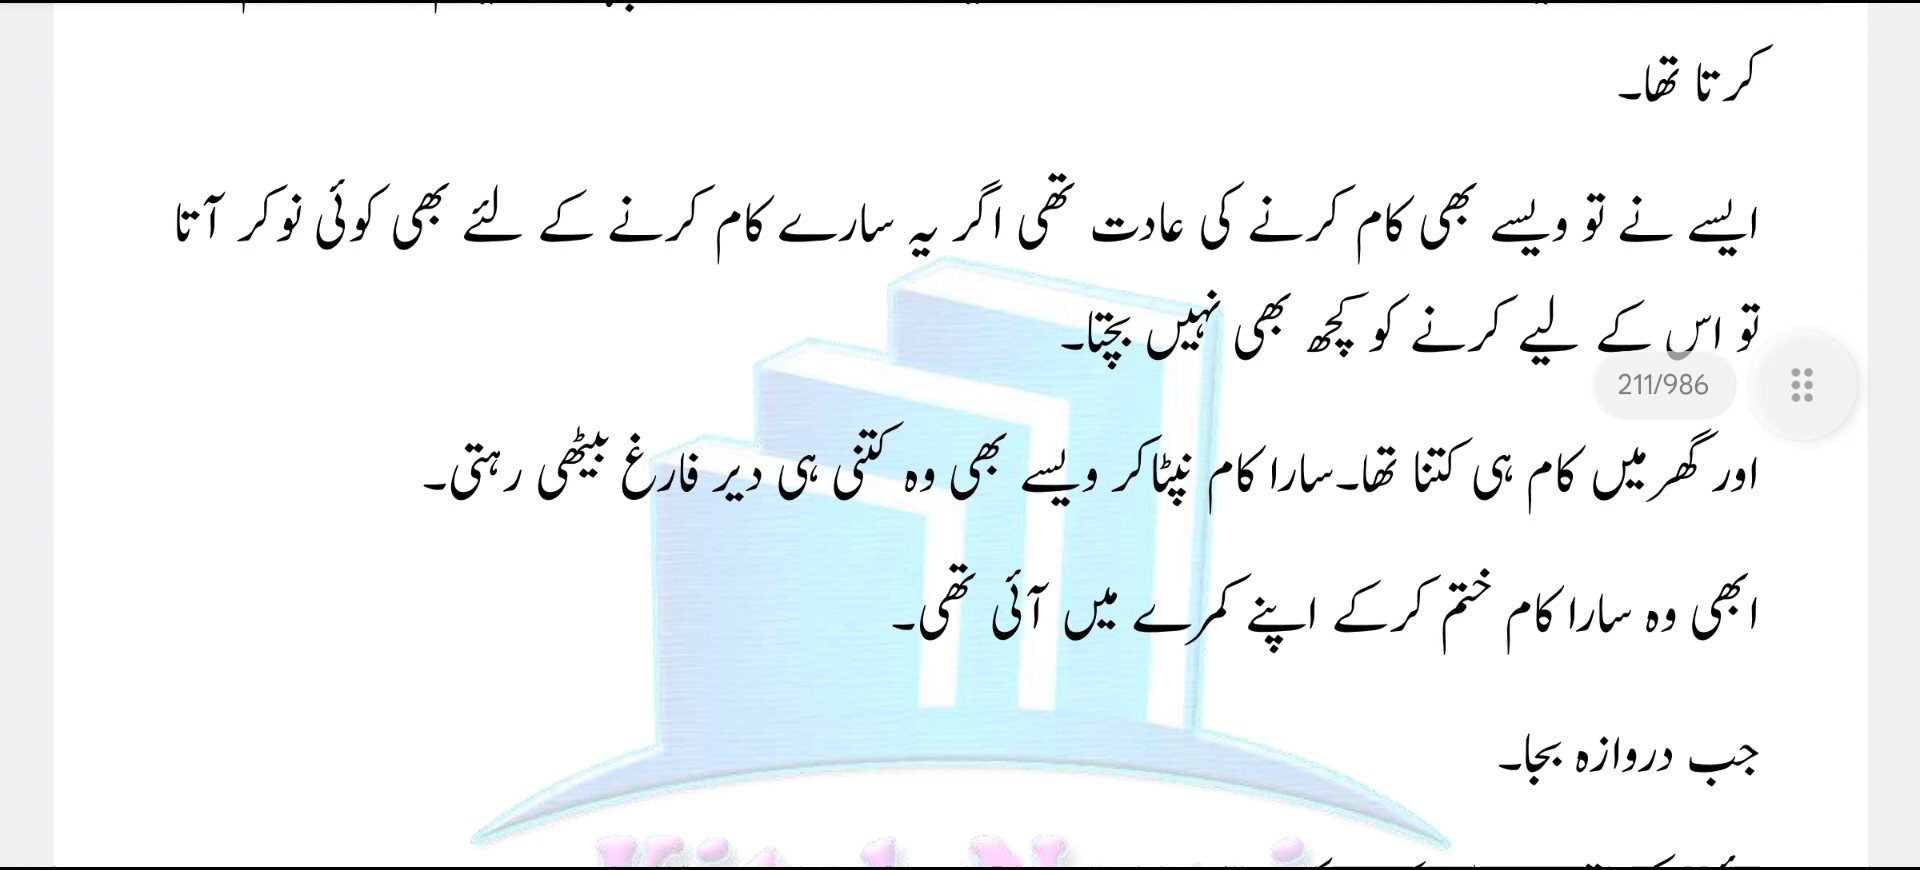 کرتا تھا۔
ایسے نے تو ویسے بھی کام کرنے کی عادت تھی اگر یہ سارے کام کرنے کے لئے بھی کوئی نوکر آتا
تو اس کے لیے کرنے کو کچھ بھی نہیں بچتا۔
211/986
اور گھر میں کام ہی کتنا تھا۔سارا کام نپٹا کر ویسے بھی وہ کتنی ہی دیر فارغ بیٹھی رہتی۔
ابھی وہ سارا کام ختم کر کے اپنے کمرے میں آئی تھی۔
جب دروازہ بجا۔